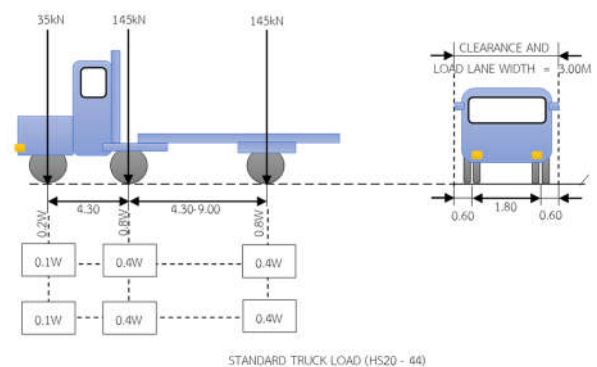 35kN 145kN 145kN
CLEARANCE AND
LOAD LANE WIDTH = 3.00M
4.30 4.30-9.00
0.60 1.80 0.60
0.2W 0.8W 0.8W
0.1W 0.4W 0.4W
0.1W 0.4W 0.4W
STANDARD TRUCK LOAD (HS20 - 44)